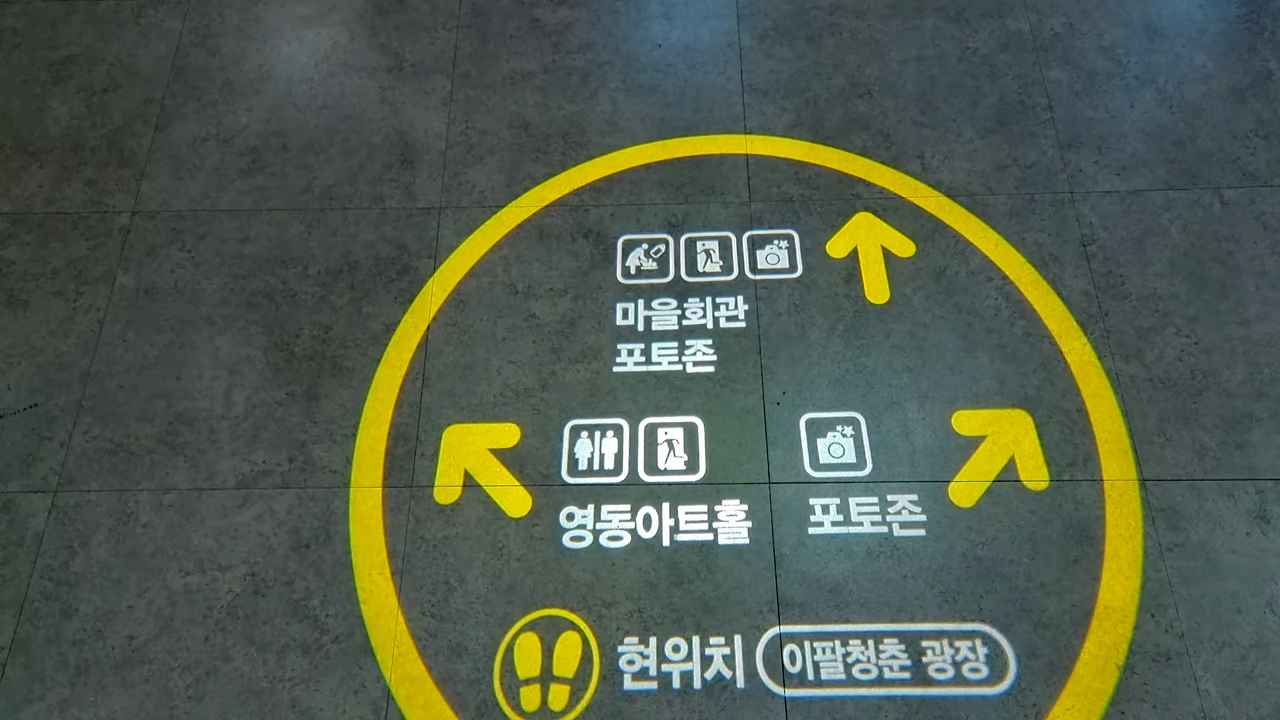 마을회관
포토존
영동아트홀
포토존
현위치 이팔청춘 광장